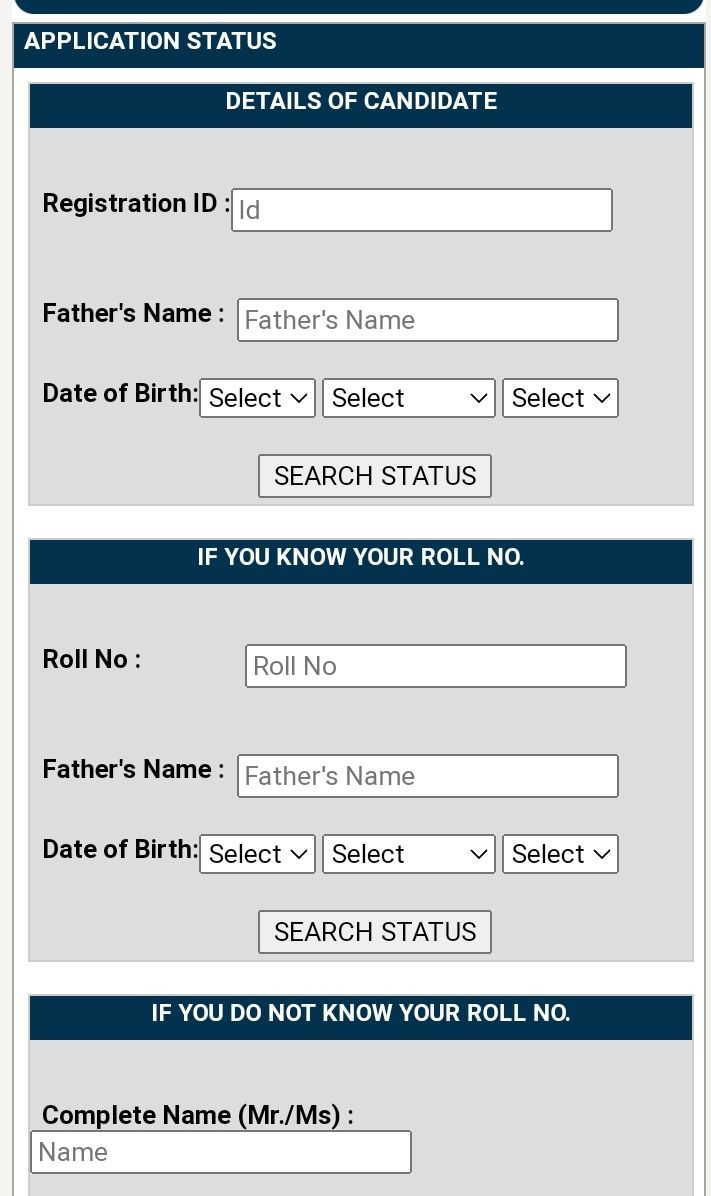 APPLICATION STATUS
DETAILS OF CANDIDATE
Registration ID : Id
Father's Name : Father's Name
Date of Birth: Select Select Select
SEARCH STATUS
IF YOU KNOW YOUR ROLL NO.
Roll No : Roll No
Father's Name : Father's Name
Date of Birth: Select Select Select
SEARCH STATUS
IF YOU DO NOT KNOW YOUR ROLL NO.
Complete Name (Mr./Ms) :
Name